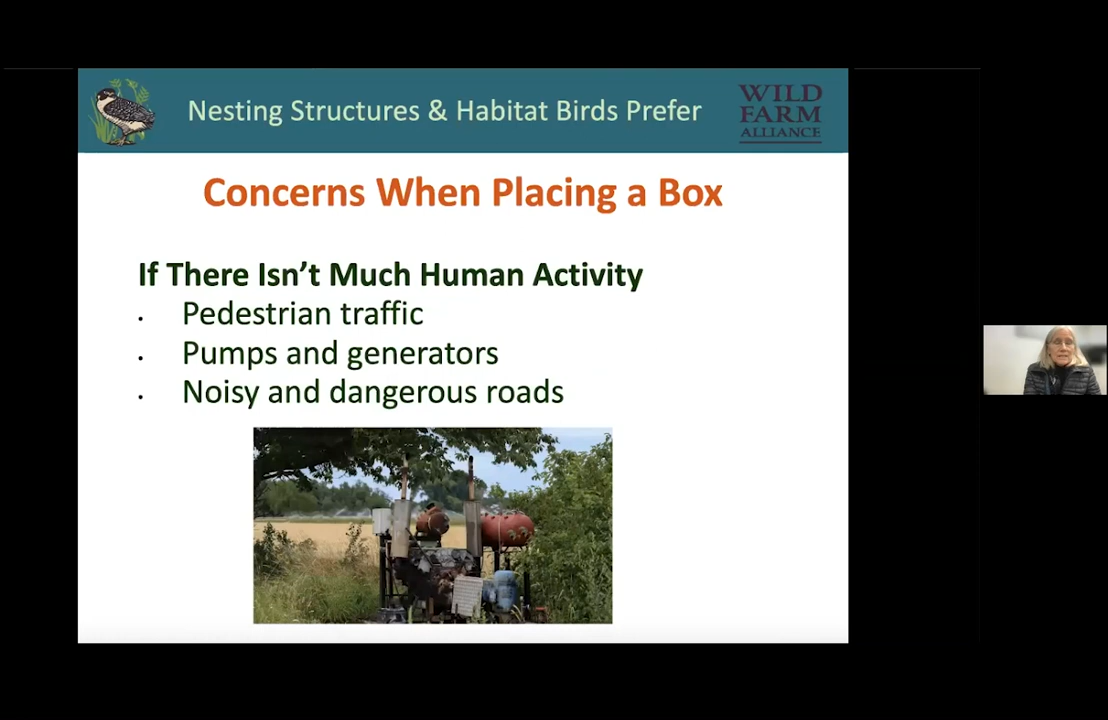 Nesting Structures & Habitat Birds Prefer
WILD
FARM
ALLIANCE
Concerns When Placing a Box
If There Isn't Much Human Activity
• Pedestrian traffic
• Pumps and generators
• Noisy and dangerous roads